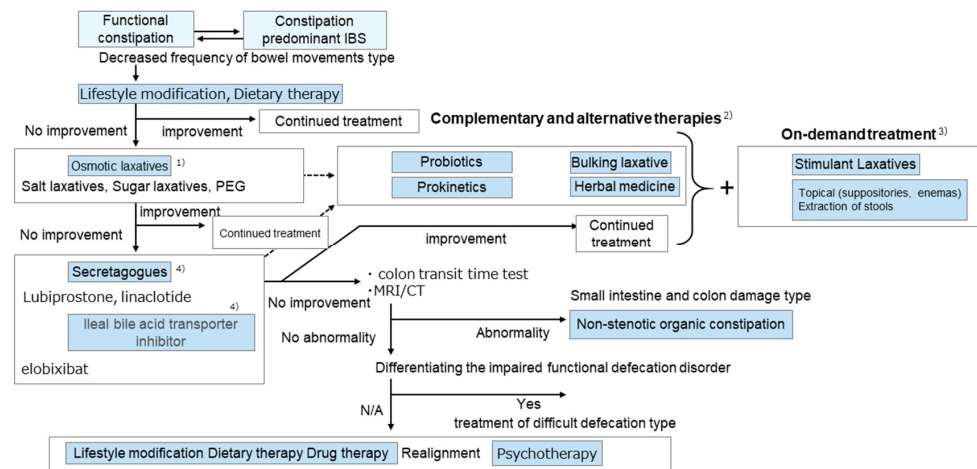 Functional
constipation
Constipation
predominant IBS
Decreased frequency of bowel movements type
Lifestyle modification, Dietary therapy
No improvement
improvement
Continued treatment
Complementary and alternative therapies 2)
On-demand treatment 3)
Osmotic laxatives 1)
Salt laxatives, Sugar laxatives, PEG
Probiotics
Bulking laxative
Prokinetics
Herbal medicine
+
Stimulant Laxatives
Topical (suppositories, enemas)
Extraction of stools
improvement
No improvement
Continued treatment
improvement
Continued
treatment
Secretagogues 4)
Lubiprostone, linaclotide
4)
Ileal bile acid transporter
inhibitor
elobixibat
No improvement
・ colon transit time test
・MRI/CT
Small intestine and colon damage type
No abnormality
Abnormality
Non-stenotic organic constipation
Differentiating the impaired functional defecation disorder
N/A
Yes
treatment of difficult defecation type
Lifestyle modification Dietary therapy Drug therapy Realignment Psychotherapy